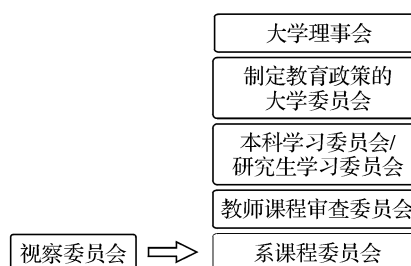 大学理事会
制定教育政策的
大学委员会
本科学习委员会/
研究生学习委员会
教师课程审查委员会
视察委员会
系课程委员会